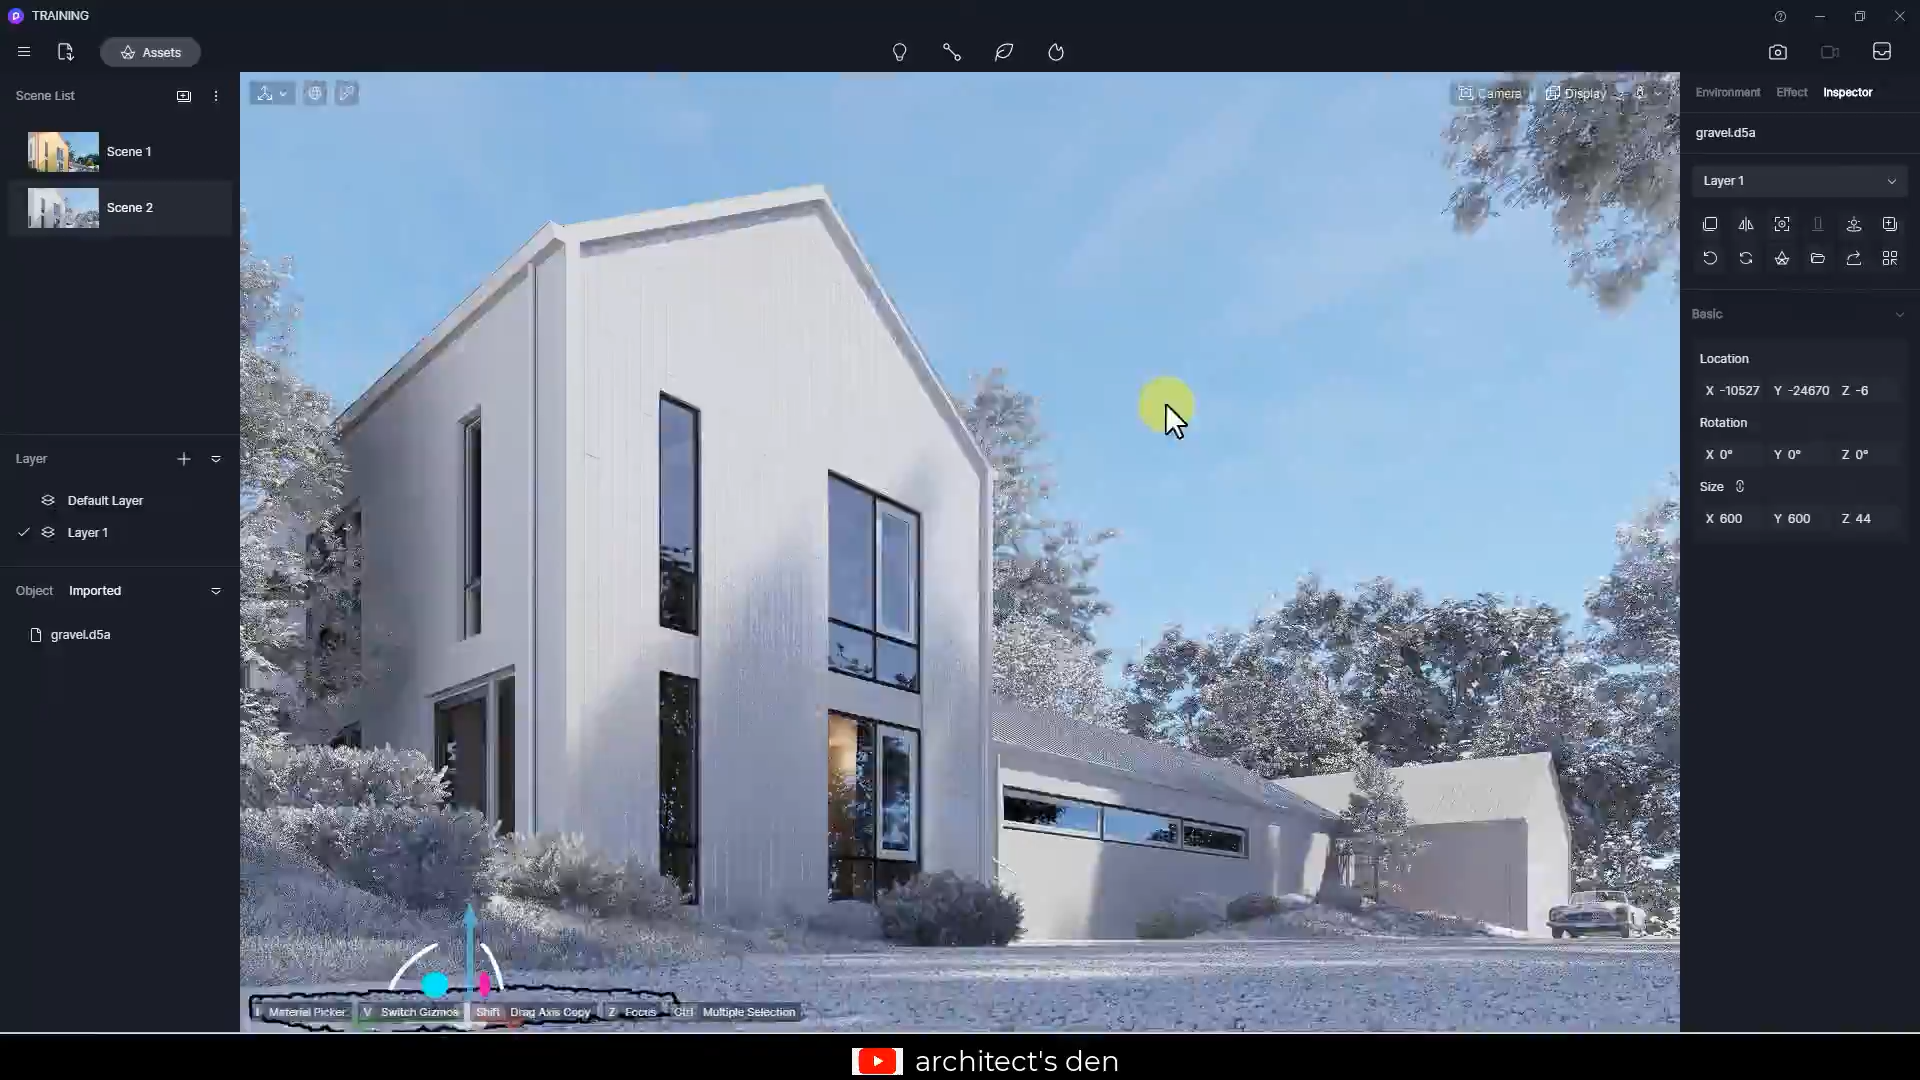 TRAINING
Assets
Scene List
Scene 1
Scene 2
Layer
Default Layer
Layer 1
Object Imported
gravel.d5a
Camera Display
Material Picker V Switch Gizmos Shift Drag Axis Copy Z Focus Ctrl Multiple Selection
Environment Effect Inspector
gravel.d5a
Layer 1
Basic
Location
X -10527 Y -24670 Z -6
Rotation
X 0° Y 0° Z 0°
Size
X 600 Y 600 Z 44
architect's den